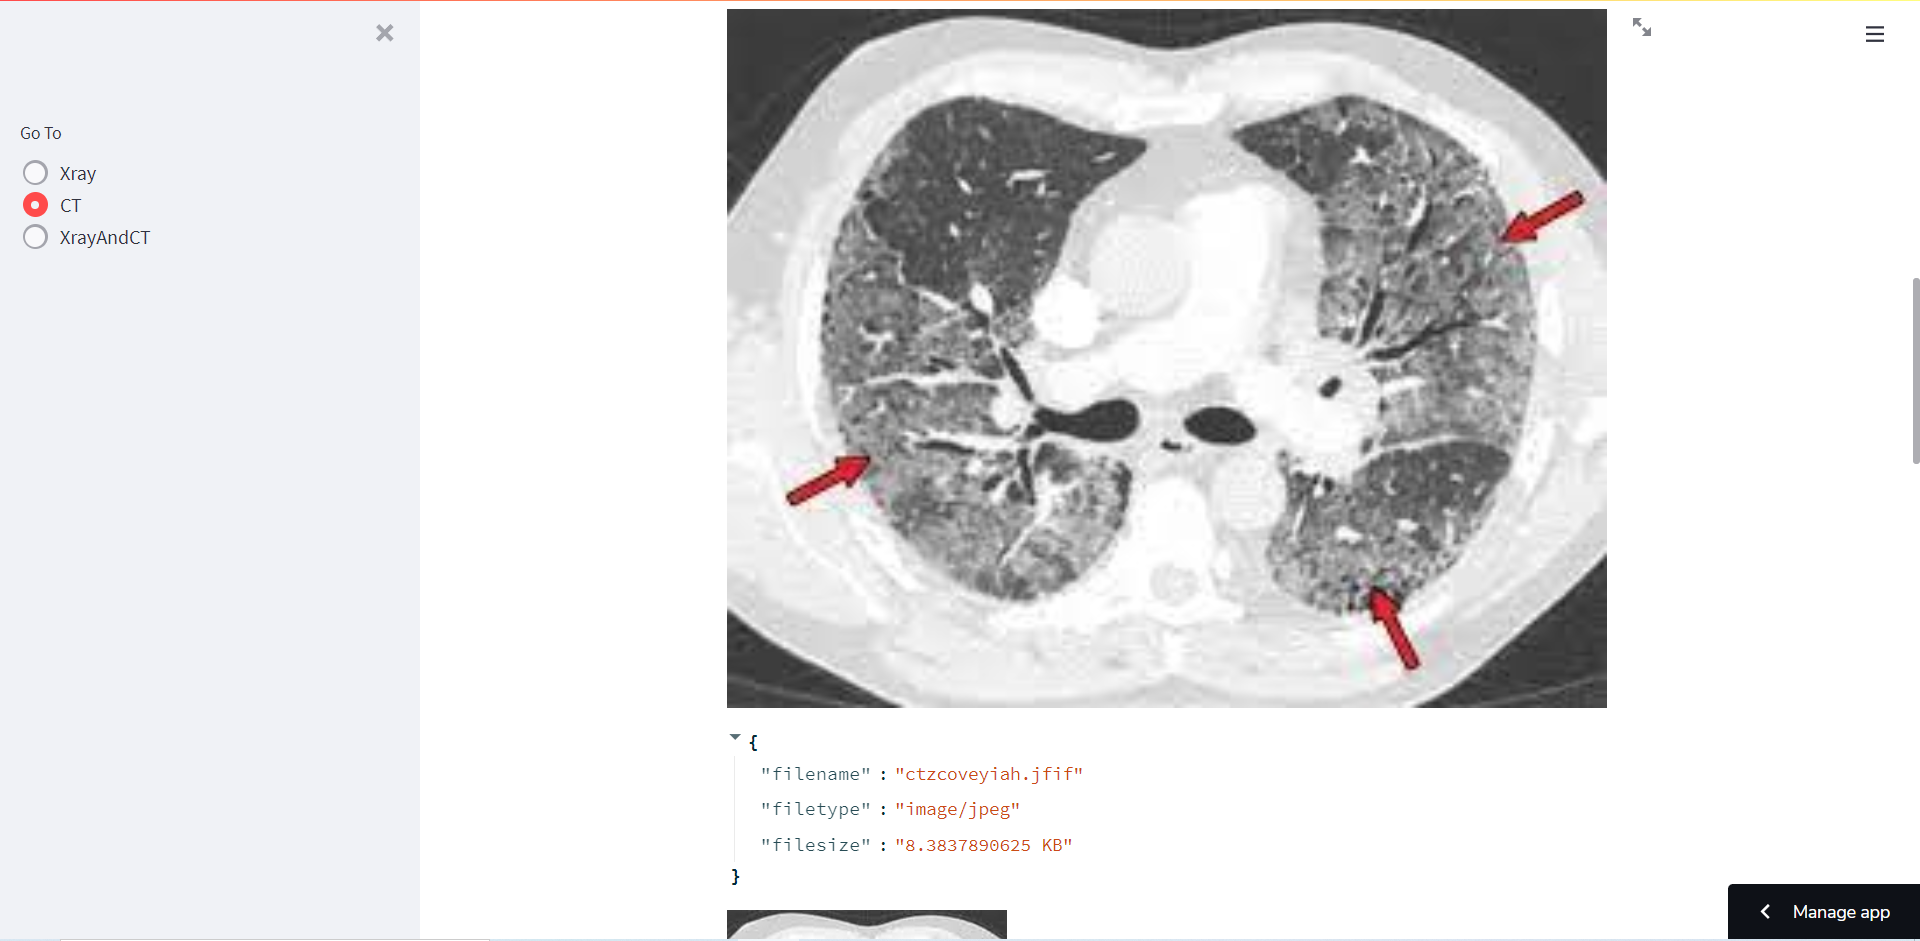 Go To
Xray
CT
XrayAndCT
{
"filename" : "ctzcoveyiah.jfif"
"filetype" : "image/jpeg"
"filesize" : "8.3837890625 KB"
}
Manage app